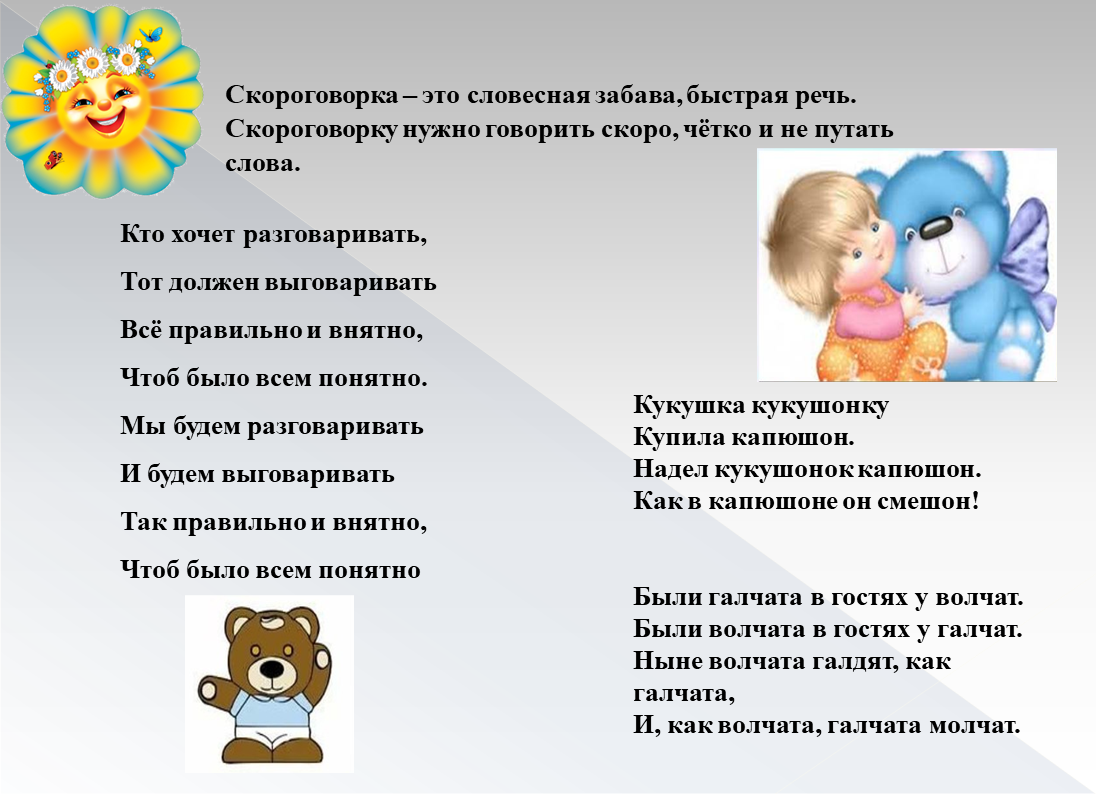 Скороговорка – это словесная забава, быстрая речь.
Скороговорку нужно говорить скоро, чётко и не путать
слова.
Кто хочет разговаривать,
Тот должен выговаривать
Всё правильно и внятно,
Чтоб было всем понятно.
Мы будем разговаривать
И будем выговаривать
Так правильно и внятно,
Чтоб было всем понятно
Кукушка кукушонку
Купила капюшон.
Надел кукушонок капюшон.
Как в капюшоне он смешон!
Были галчата в гостях у волчат.
Были волчата в гостях у галчат.
Ныне волчата галдят, как
галчата,
И, как волчата, галчата молчат.